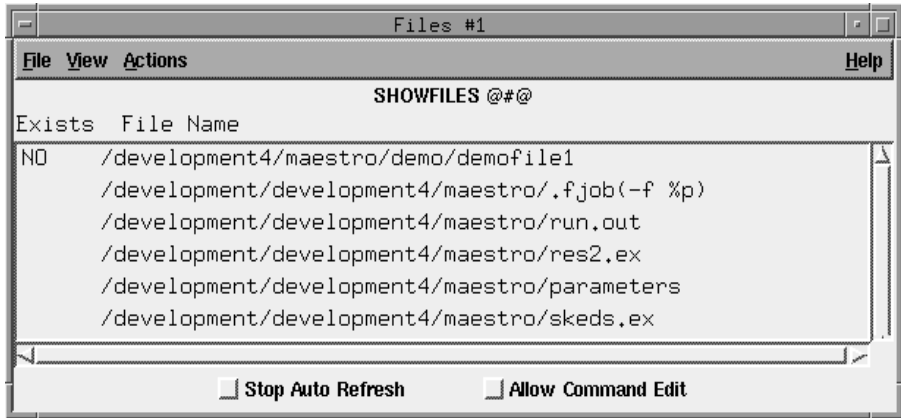 Files #1
File View Actions Help
SHOWFILES @#@
Exists File Name
NO /development4/maestro/demo/demofile1
/development/development4/maestro/.fjob(-f %p)
/development/development4/maestro/run.out
/development/development4/maestro/res2.ex
/development/development4/maestro/parameters
/development/development4/maestro/skeds.ex
Stop Auto Refresh Allow Command Edit